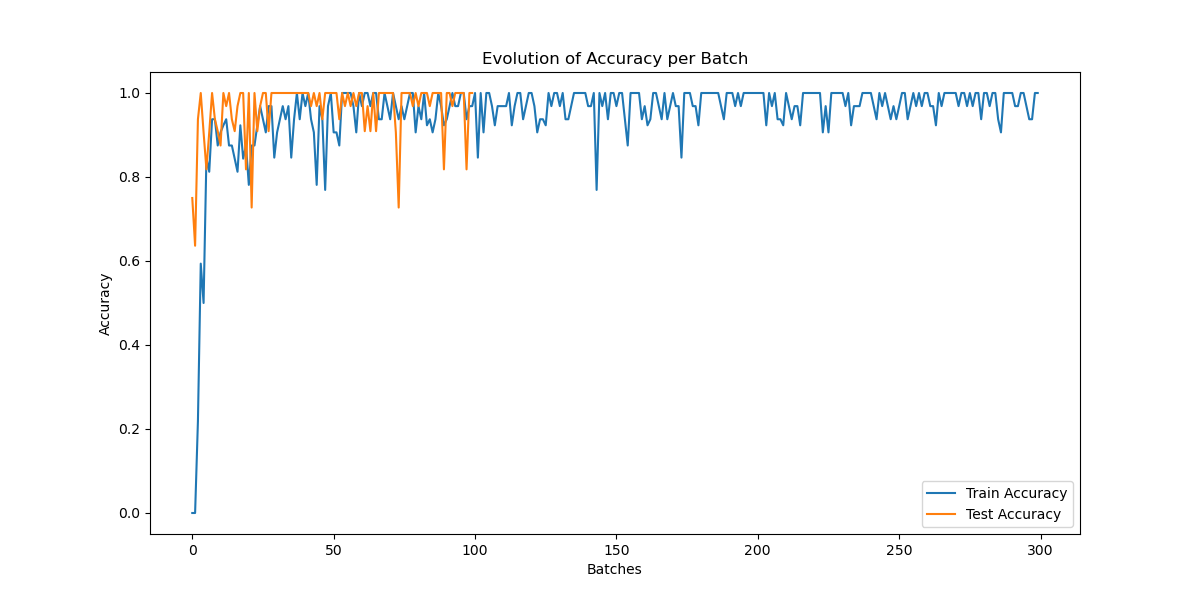 Evolution of Accuracy per Batch
1.0
0.8
0.6
0.4
0.2
0.0
Accuracy
0 50 100 150 200 250 300
Batches
Train Accuracy
Test Accuracy